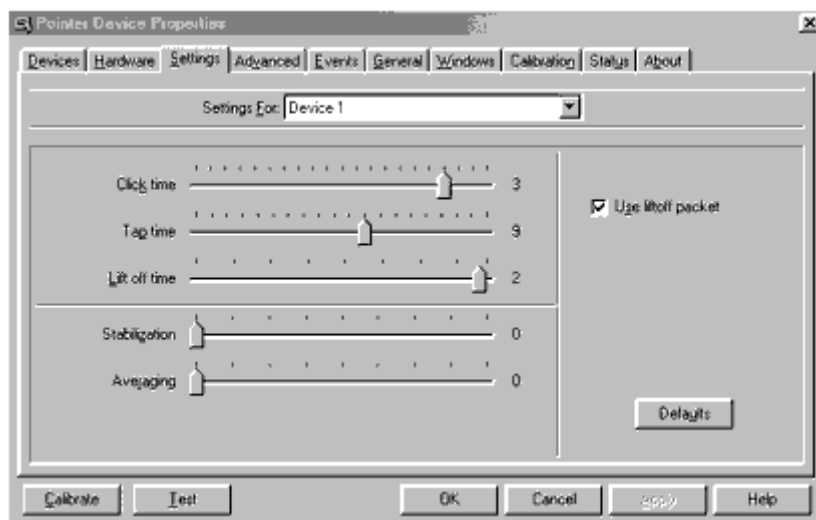 Pointer Device Properties
Devices Hardware Settings Advanced Events General Windows Calibration Status About
Settings For: Device 1
Click time 3
Tap time 9
Use liftoff packet
Lift off time 2
Stabilization 0
Averaging 0
Defaults
Calibrate Test OK Cancel Apply Help